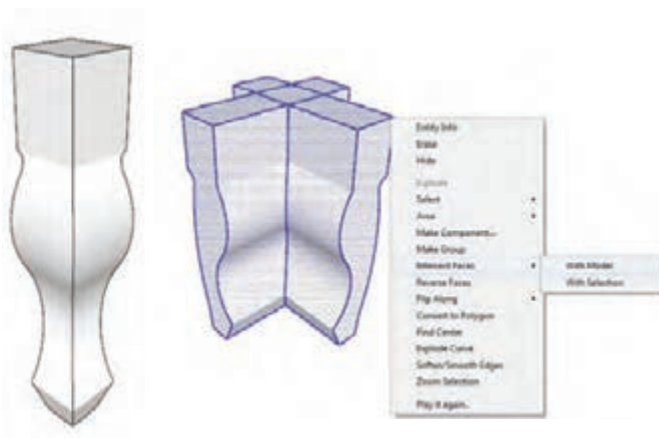 Entity Info
Erase
Hide
Explode
Select
Area
Make Component...
Make Group
Intersect Faces
Reverse Faces
Flip Along
Convert to Polygon
Find Center
Explode Curve
Soften/Smooth Edges
Zoom Selection
Play it again..
With Model
With Selection